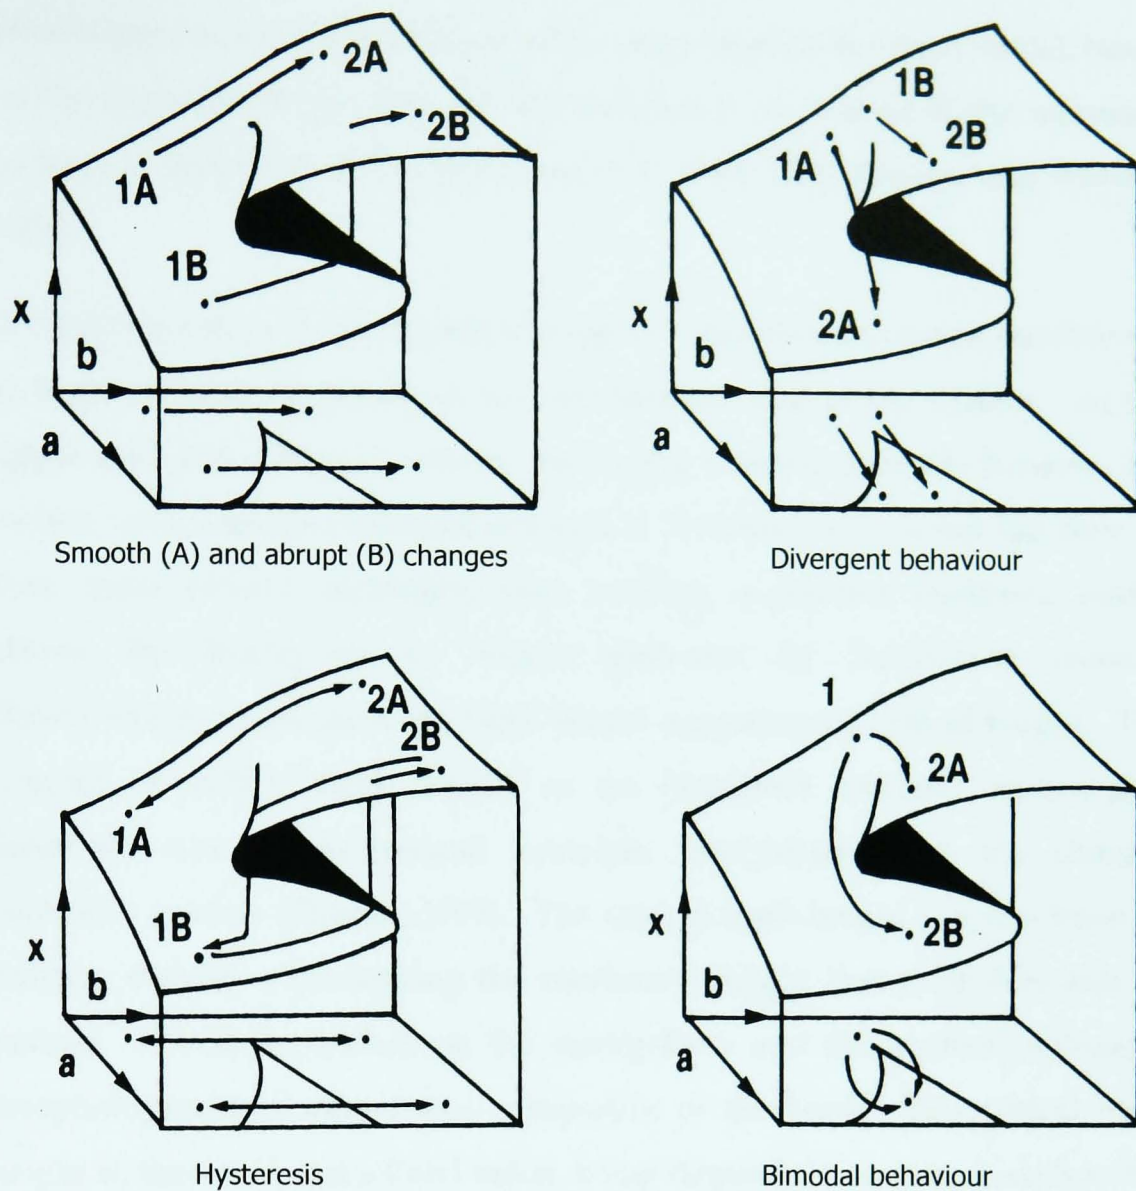 2A
1B
2B
2B
1A
1A
1B
2A
x
x
b
b
a
a
Smooth (A) and abrupt (B) changes
Divergent behaviour
1
2A
2B
2A
1A
1B
2B
x
x
b
b
a
a
Hysteresis
Bimodal behaviour